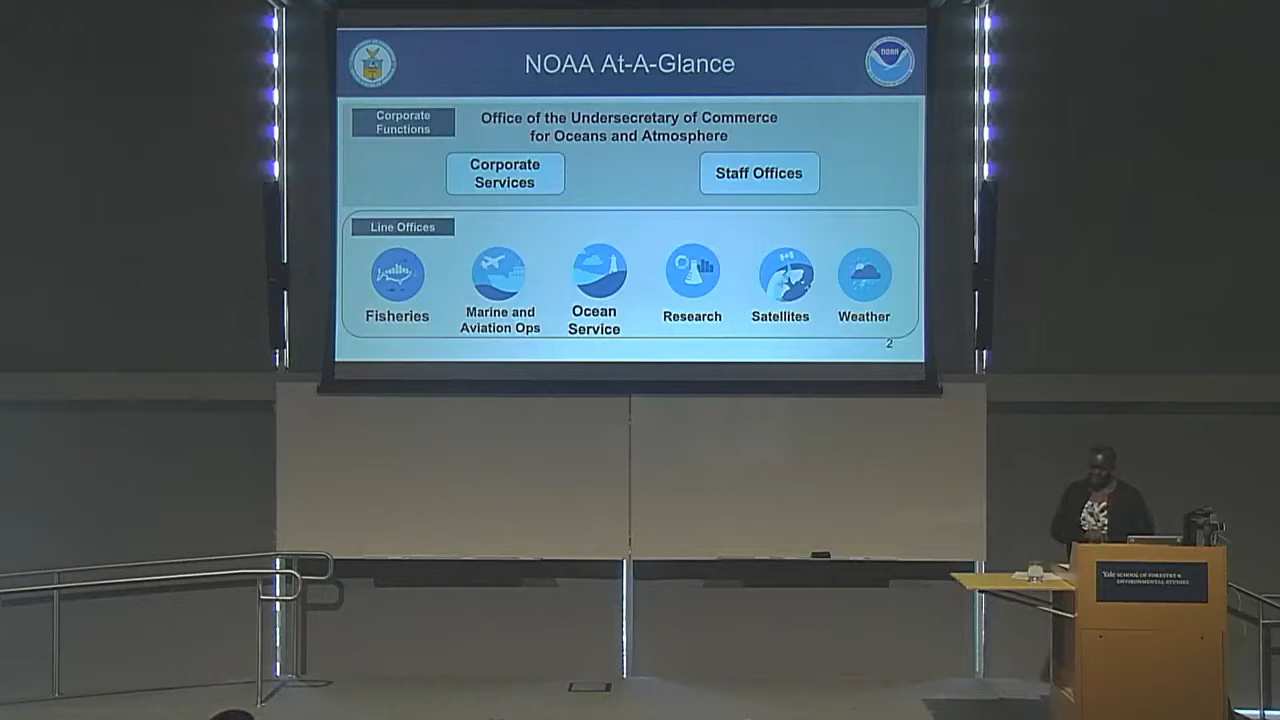 NOAA At-A-Glance
NOAA
Corporate
Functions
Office of the Undersecretary of Commerce
for Oceans and Atmosphere
Corporate
Services
Staff Offices
Line Offices
Fisheries
Marine and
Aviation Ops
Ocean
Service
Research
Satellites
Weather
2
Yale SCHOOL OF FORESTRY &
ENVIRONMENTAL STUDIES